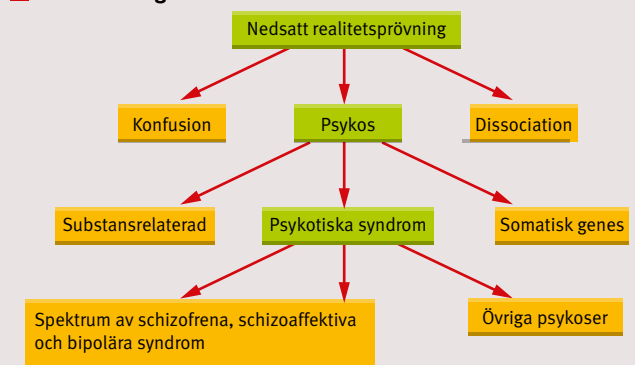 Nedsatt realitetsprövning
Konfusion
Psykos
Dissociation
Substansrelaterad
Psykotiska syndrom
Somatisk genes
Spektrum av schizofrena, schizoaffektiva
och bipolära syndrom
Övriga psykoser